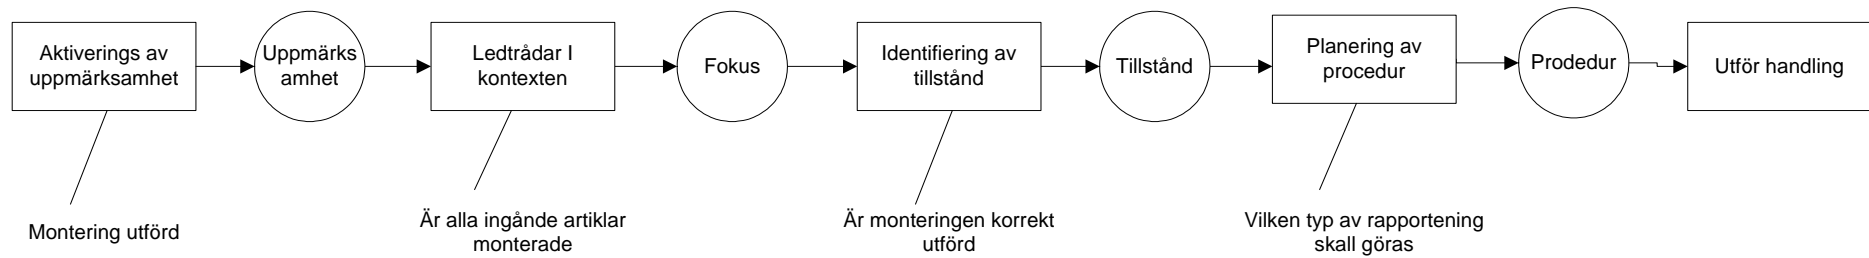 Aktiverings av
uppmärksamhet
Uppmärks
amhet
Ledtrådar I
kontexten
Fokus
Identifiering av
tillstånd
Tillstånd
Planering av
procedur
Prodedur
Utför handling
Montering utförd
Är alla ingånde artiklar
monterade
Är monteringen korrekt
utförd
Vilken typ av rapportening
skall göras